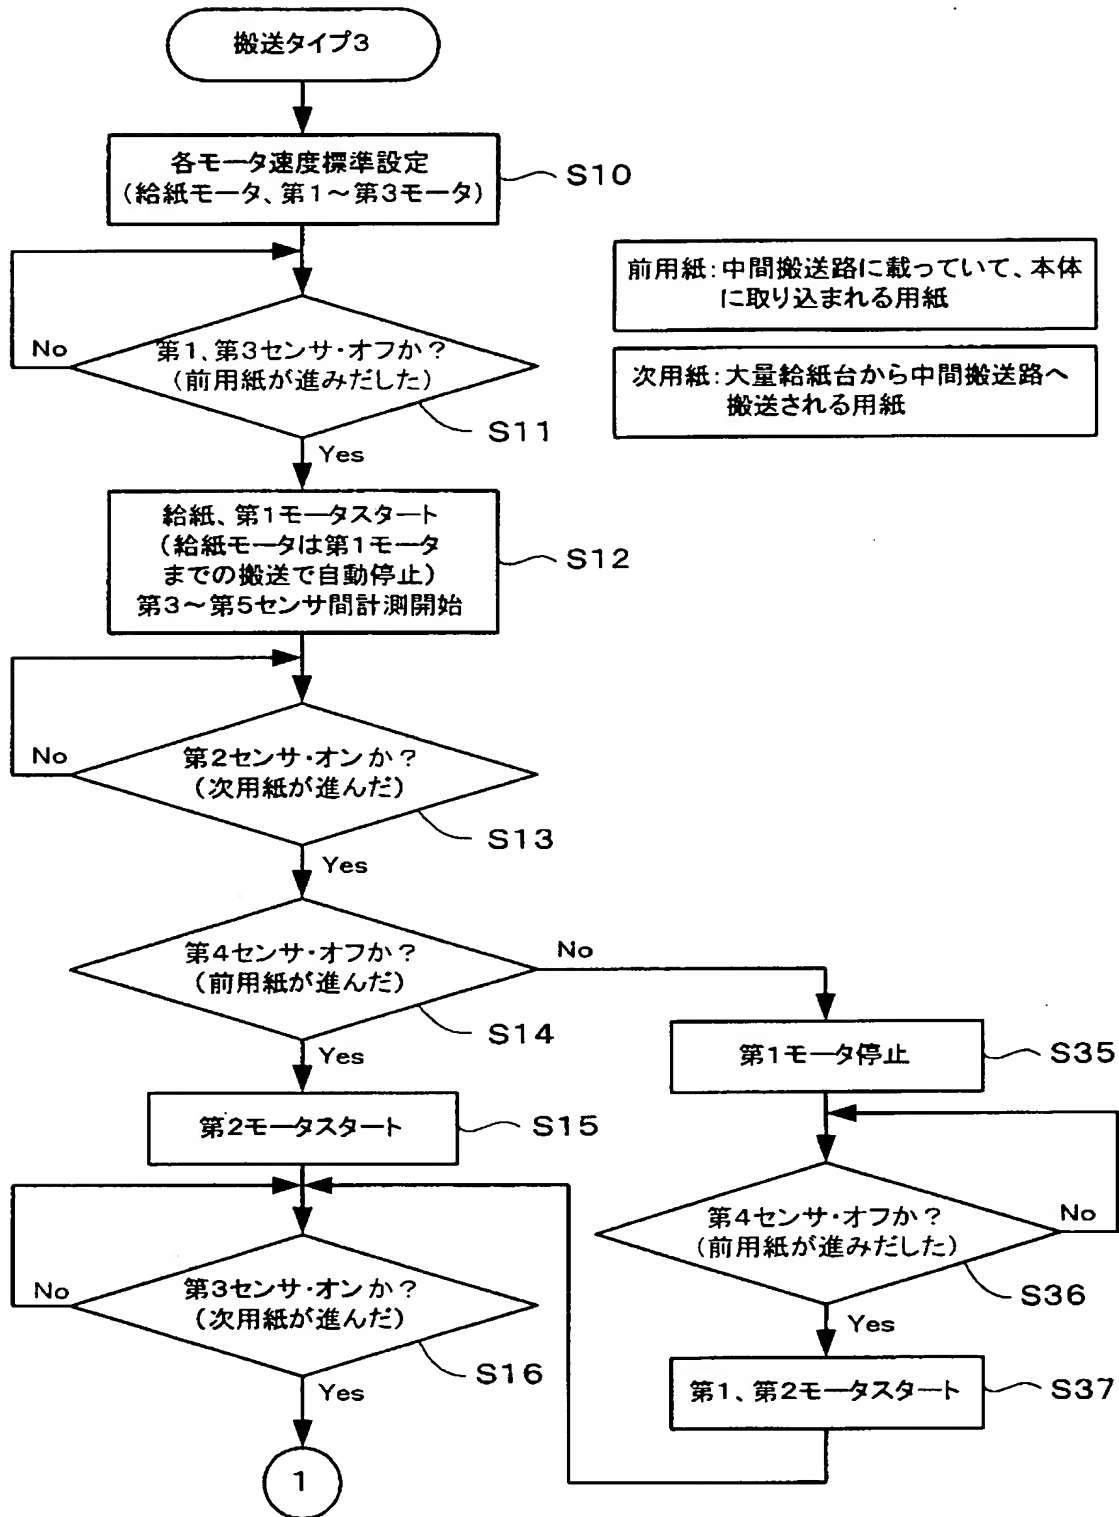 搬送タイプ3
各モータ速度標準設定
(給紙モータ、第1～第3モータ)
S10
前用紙：中間搬送路に載っていて、本体
に取り込まれる用紙
次用紙：大量給紙台から中間搬送路へ
搬送される用紙
No
第1、第3センサ・オフか？
(前用紙が進みだした)
S11
Yes
給紙、第1モータスタート
(給紙モータは第1モータ
までの搬送で自動停止)
第3～第5センサ間計測開始
S12
No
第2センサ・オンか？
(次用紙が進んだ)
S13
Yes
第4センサ・オフか？
(前用紙が進んだ)
No
S14
Yes
第1モータ停止
S35
第2モータスタート
S15
第4センサ・オフか？
(前用紙が進みだした)
No
S36
Yes
No
第3センサ・オンか？
(次用紙が進んだ)
S16
Yes
第1、第2モータスタート
S37
1